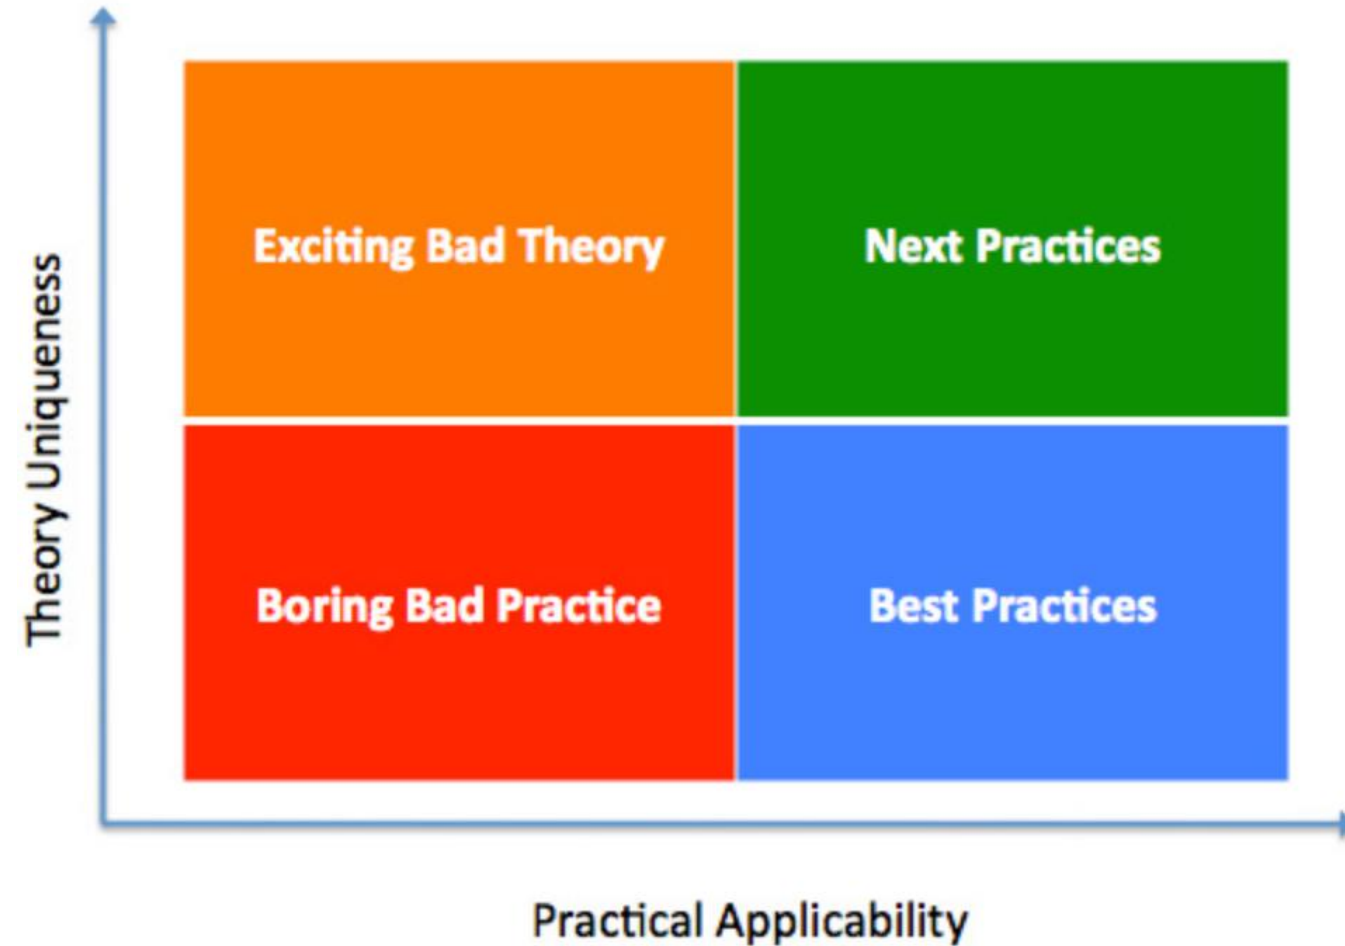 Theory Uniqueness
Exciting Bad Theory
Next Practices
Boring Bad Practice
Best Practices
Practical Applicability